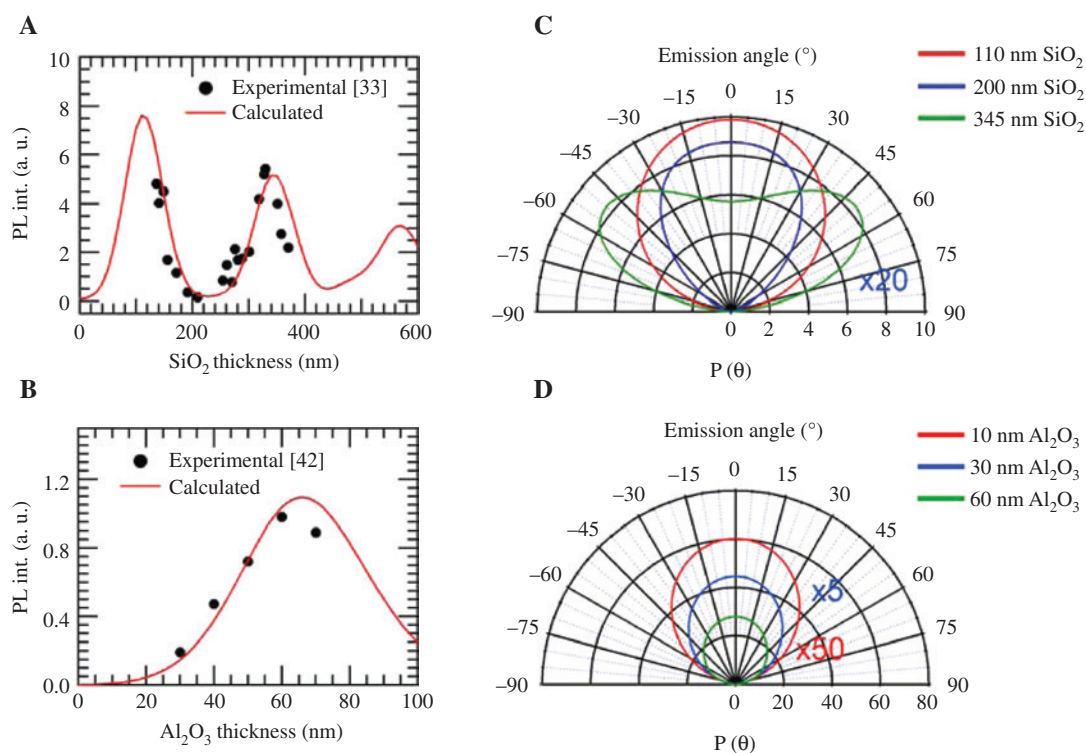 A
10
8
6
4
2
0
PL int. (a. u.)
Experimental [33]
Calculated
0
200
400
600
SiO₂ thickness (nm)
B
1.2
0.8
0.4
0.0
PL int. (a. u.)
Experimental [42]
Calculated
0
20
40
60
80
100
Al₂O₃ thickness (nm)
C
Emission angle (°)
110 nm SiO₂
200 nm SiO₂
345 nm SiO₂
–90
–75
–60
–45
–30
–15
0
15
30
45
60
75
90
x20
0
2
4
6
8
10
P (θ)
D
Emission angle (°)
10 nm Al₂O₃
30 nm Al₂O₃
60 nm Al₂O₃
–90
–75
–60
–45
–30
–15
0
15
30
45
60
75
90
x5
x50
0
20
40
60
80
P (θ)